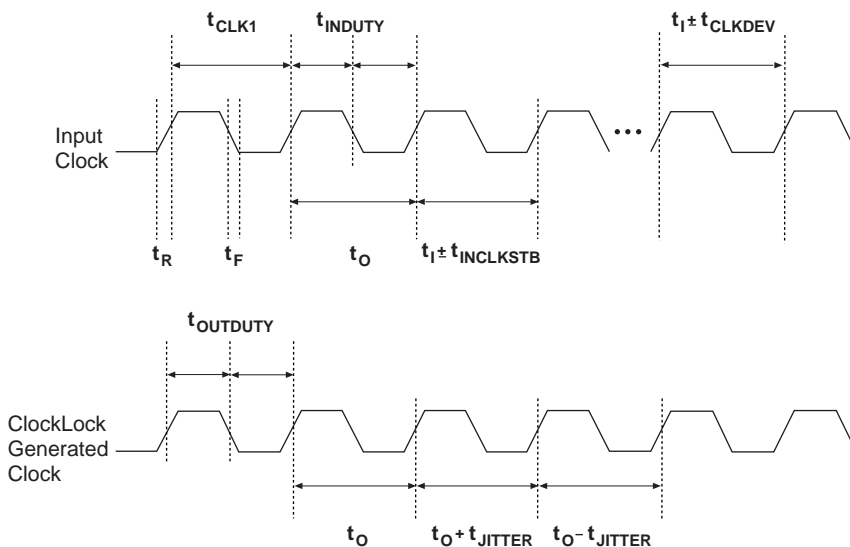 tCLK1 tINDUTY tI ± tCLKDEV
Input
Clock
•••
tR tF tO tI ± tINCLKSTB
tOUTDUTY
ClockLock
Generated
Clock
tO tO + tJITTER tO – tJITTER